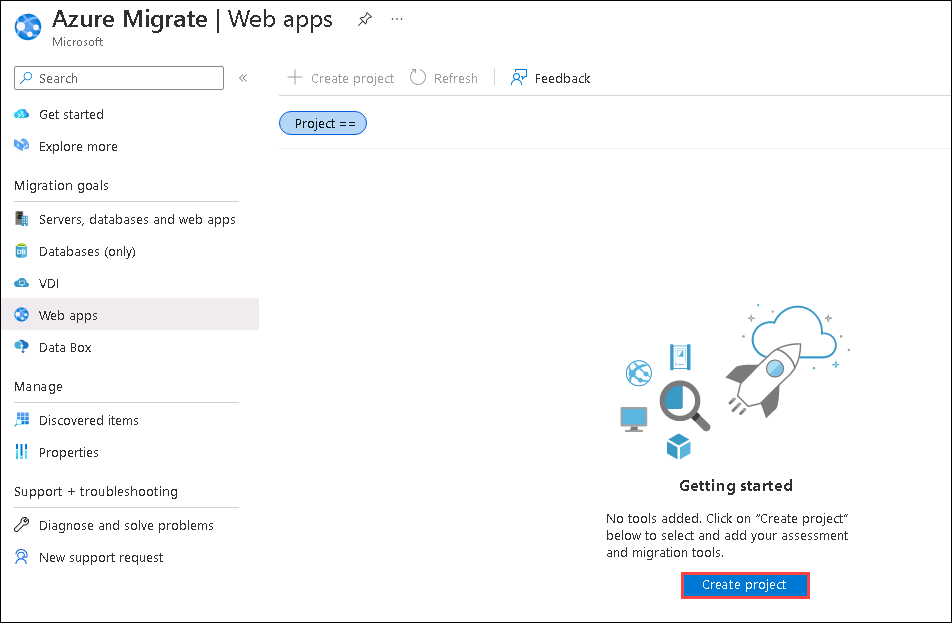 Azure Migrate | Web apps
Microsoft
Search
Create project
Refresh
Feedback
Get started
Explore more
Project ==
Migration goals
Servers, databases and web apps
DB
Databases (only)
VDI
Web apps
Data Box
Manage
Discovered items
Properties
Support + troubleshooting
Diagnose and solve problems
New support request
Getting started
No tools added. Click on "Create project"
below to select and add your assessment
and migration tools.
Create project